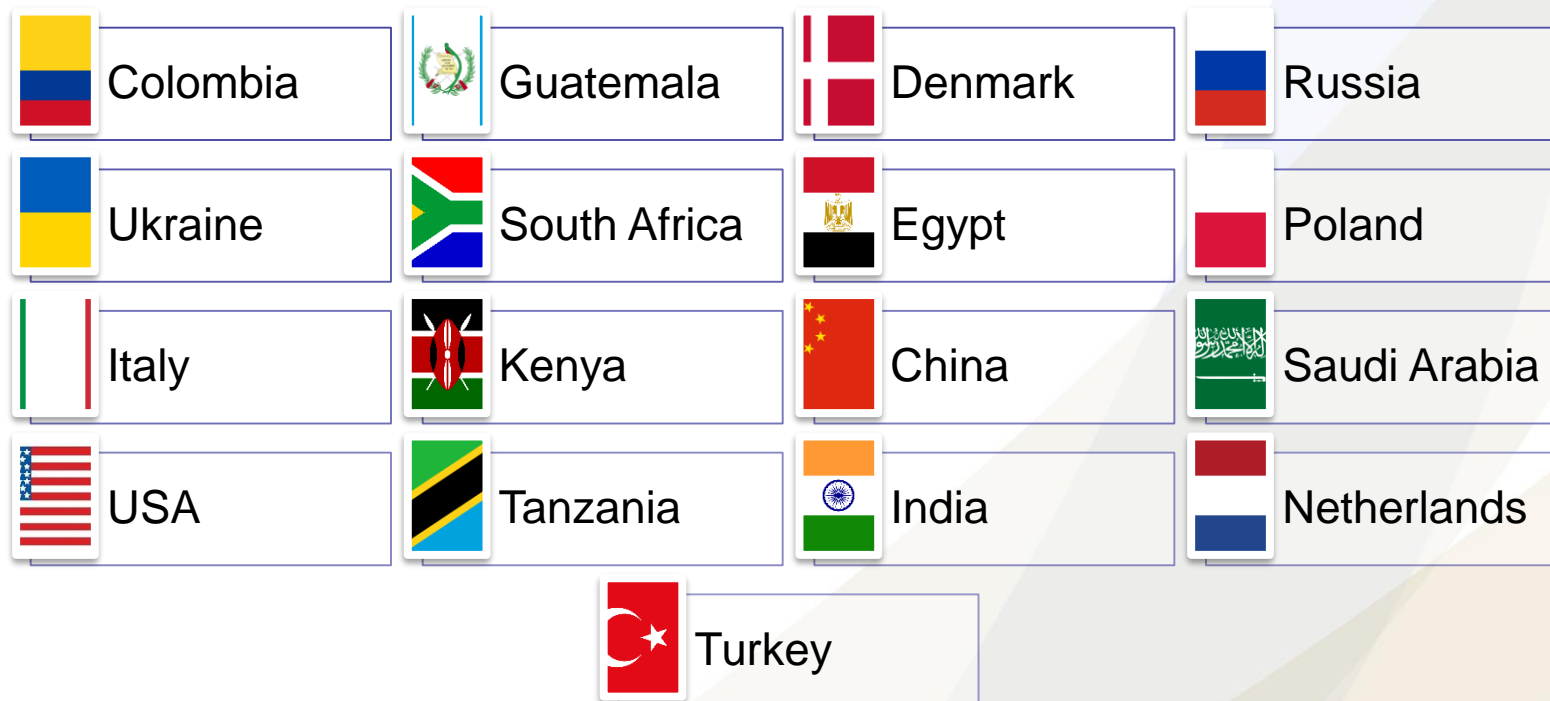 Colombia
Guatemala
Denmark
Russia
Ukraine
South Africa
Egypt
Poland
Italy
Kenya
China
Saudi Arabia
USA
Tanzania
India
Netherlands
Turkey